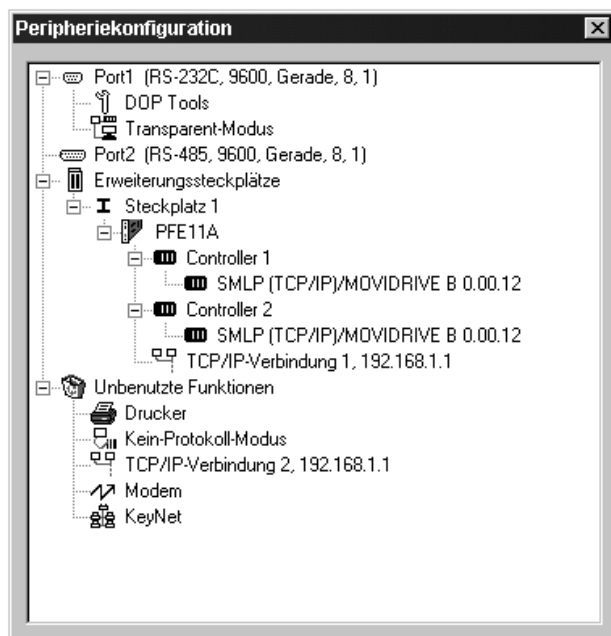 Peripheriekonfiguration
Port1 (RS-232C, 9600, Gerade, 8, 1)
DOP Tools
Transparent-Modus
Port2 (RS-485, 9600, Gerade, 8, 1)
Erweiterungssteckplätze
Steckplatz 1
PFE11A
Controller 1
SMLP (TCP/IP)/MOVIDRIVE B 0.00.12
Controller 2
SMLP (TCP/IP)/MOVIDRIVE B 0.00.12
TCP/IP-Verbindung 1, 192.168.1.1
Unbenutzte Funktionen
Drucker
Kein-Protokoll-Modus
TCP/IP-Verbindung 2, 192.168.1.1
Modem
KeyNet